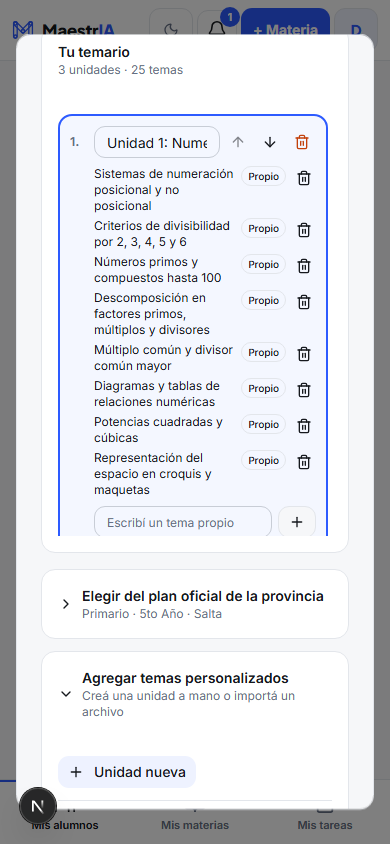 MaestrIA
1
+ Materia
D
Tu temario
3 unidades · 25 temas
1.
Unidad 1: Nume
Sistemas de numeración
posicional y no
posicional
Propio
Criterios de divisibilidad
por 2, 3, 4, 5 y 6
Propio
Números primos y
compuestos hasta 100
Propio
Descomposición en
factores primos,
múltiplos y divisores
Propio
Múltiplo común y divisor
común mayor
Propio
Diagramas y tablas de
relaciones numéricas
Propio
Potencias cuadradas y
cúbicas
Propio
Representación del
espacio en croquis y
maquetas
Propio
Escribí un tema propio
+
Elegir del plan oficial de la provincia
Primario · 5to Año · Salta
Agregar temas personalizados
Creá una unidad a mano o importá un
archivo
+ Unidad nueva
N
Mis alumnos
Mis materias
Mis tareas